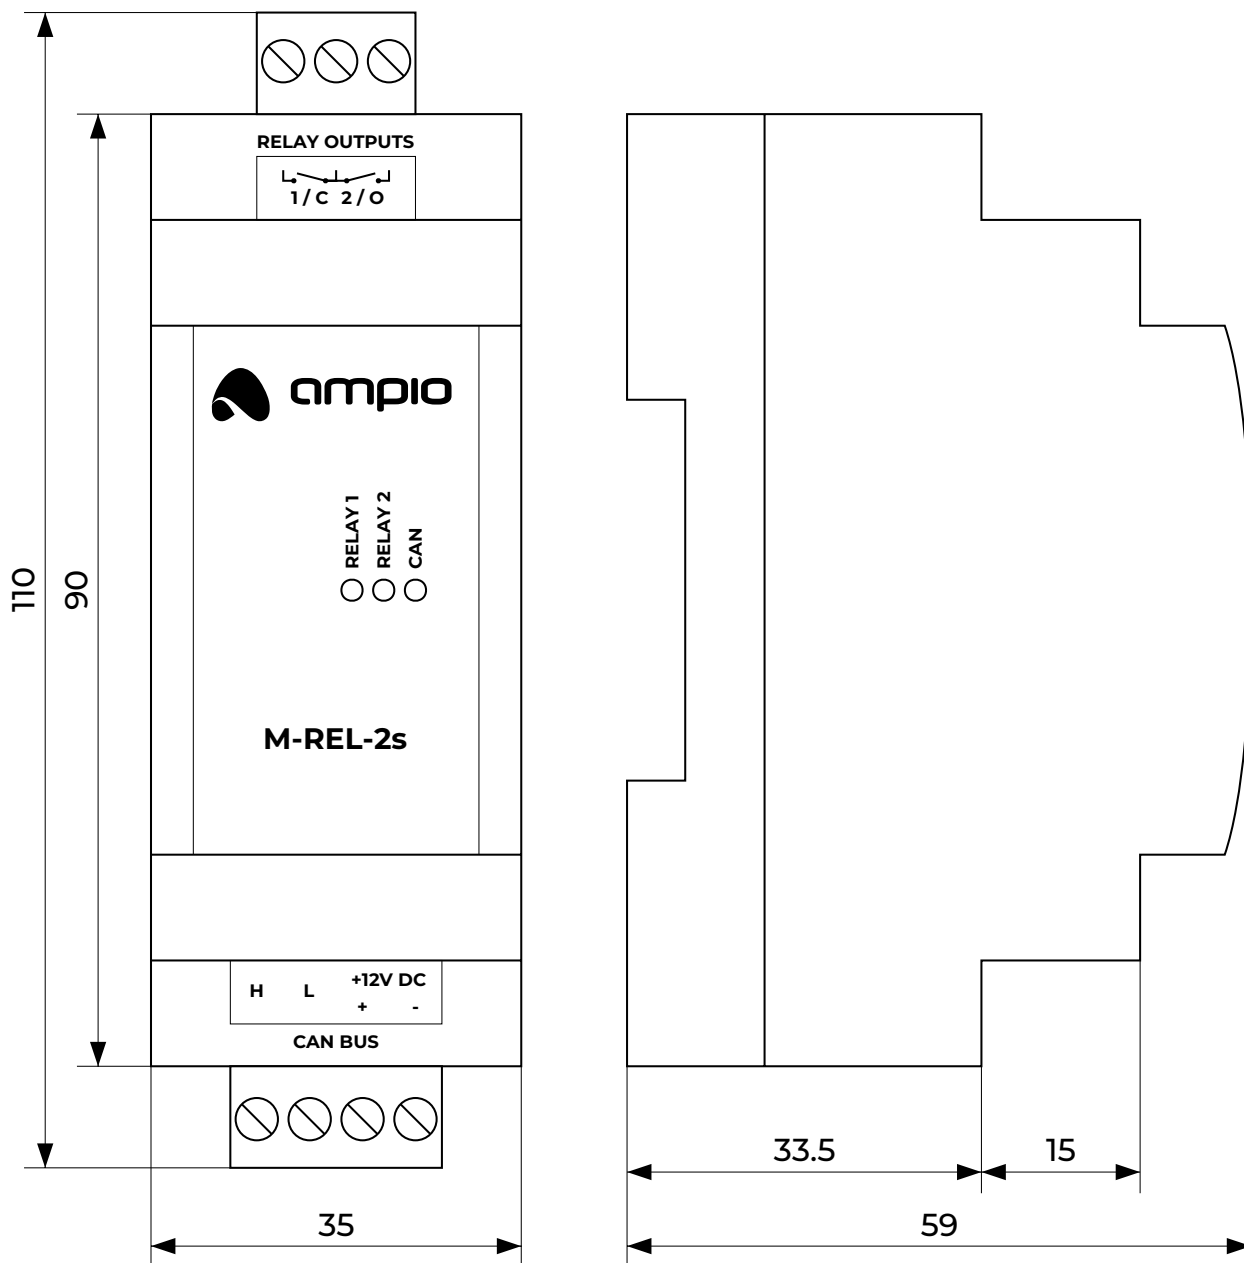 RELAY OUTPUTS
1 / C 2 / O
ampio
RELAY 1
RELAY 2
CAN
110
90
M-REL-2s
H L +12V DC
+ -
CAN BUS
33.5
15
35
59